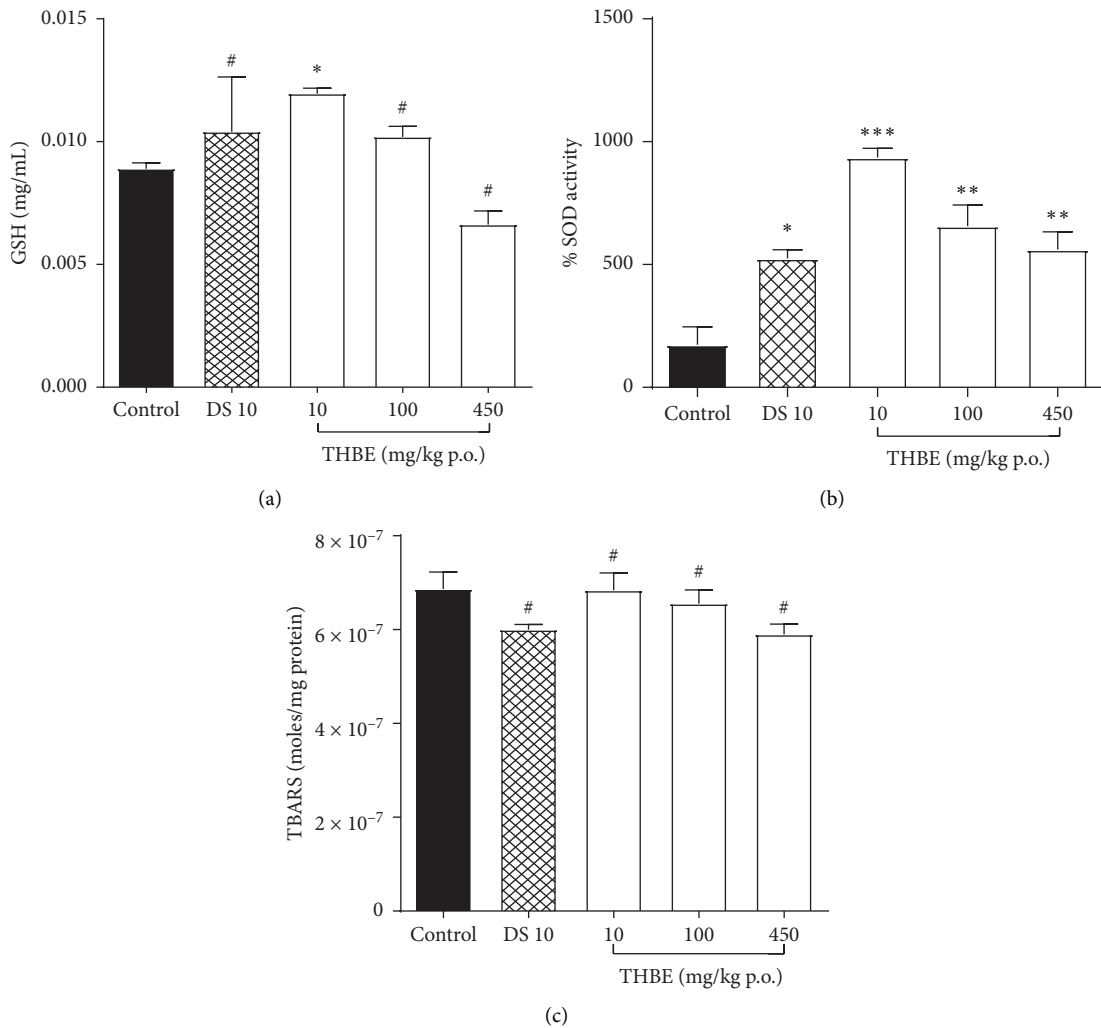 GSH (mg/mL)
0.015
0.010
0.005
0.000
#
*
#
#
Control
DS 10
10
100
450
THBE (mg/kg p.o.)
(a)
% SOD activity
1500
1000
500
0
*
***
**
**
Control
DS 10
10
100
450
THBE (mg/kg p.o.)
(b)
TBARS (moles/mg protein)
8 × 10⁻⁷
6 × 10⁻⁷
4 × 10⁻⁷
2 × 10⁻⁷
0
#
#
#
#
Control
DS 10
10
100
450
THBE (mg/kg p.o.)
(c)